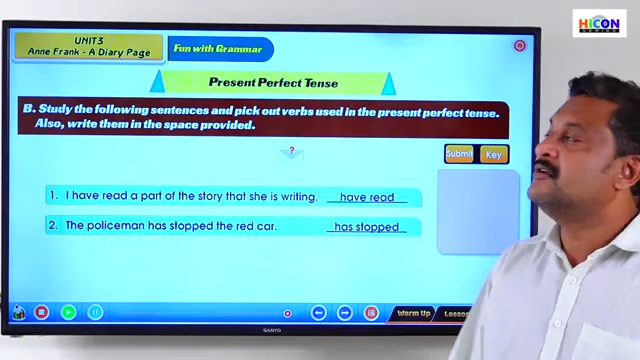 HICON
UNIT3
Anne Frank - A Diary Page
Fun with Grammar
Present Perfect Tense
B. Study the following sentences and pick out verbs used in the present perfect tense.
Also, write them in the space provided.
?
Submit
Key
1. I have read a part of the story that she is writing. have read
2. The policeman has stopped the red car. has stopped
Warm Up
Lesson
SANYO